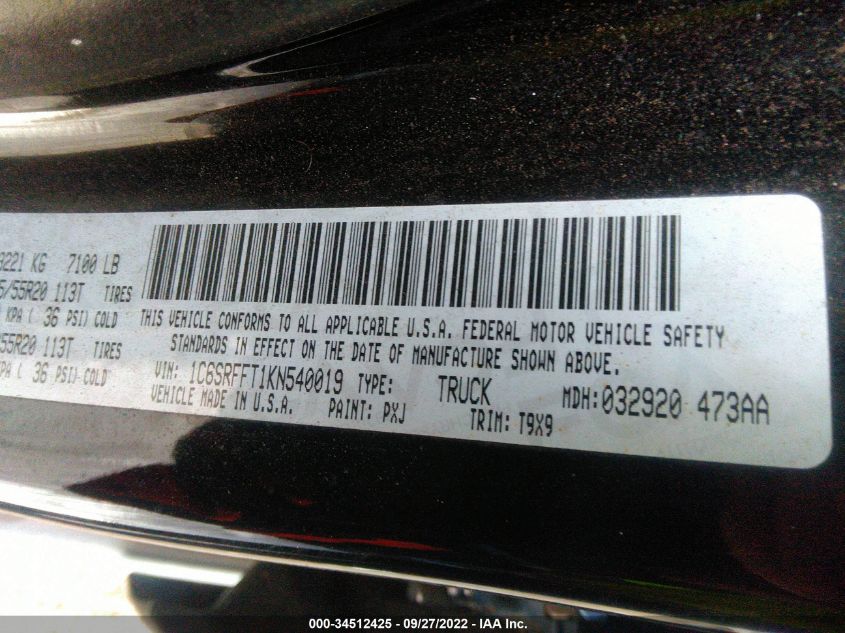 3221 KG 7100 LB
5/55R20 113T TIRES
KPA ( 36 PSI) COLD
55R20 113T TIRES
KPA ( 36 PSI) COLD
THIS VEHICLE CONFORMS TO ALL APPLICABLE U.S.A. FEDERAL MOTOR VEHICLE SAFETY
STANDARDS IN EFFECT ON THE DATE OF MANUFACTURE SHOWN ABOVE.
VIN: 1C6SRFFT1KN540019 TYPE: TRUCK MDH: 032920 473AA
VEHICLE MADE IN U.S.A. PAINT: PXJ TRIM: T9X9
000-34512425 - 09/27/2022 - IAA Inc.